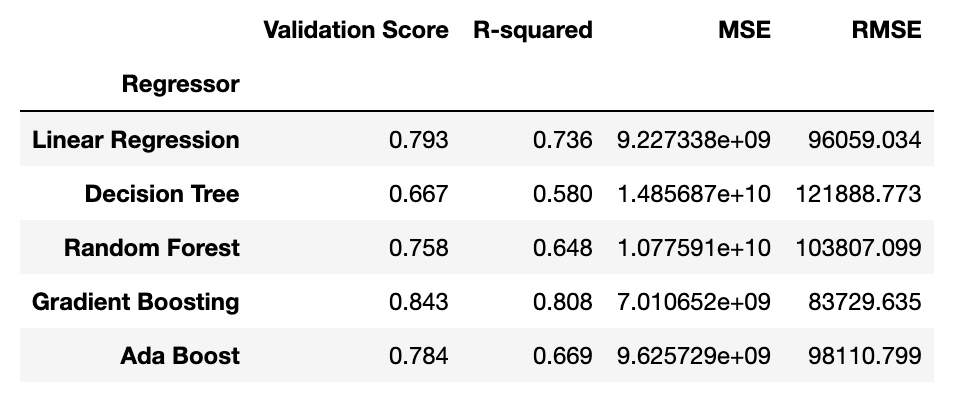 Validation Score R-squared MSE RMSE
Regressor
Linear Regression 0.793 0.736 9.227338e+09 96059.034
Decision Tree 0.667 0.580 1.485687e+10 121888.773
Random Forest 0.758 0.648 1.077591e+10 103807.099
Gradient Boosting 0.843 0.808 7.010652e+09 83729.635
Ada Boost 0.784 0.669 9.625729e+09 98110.799